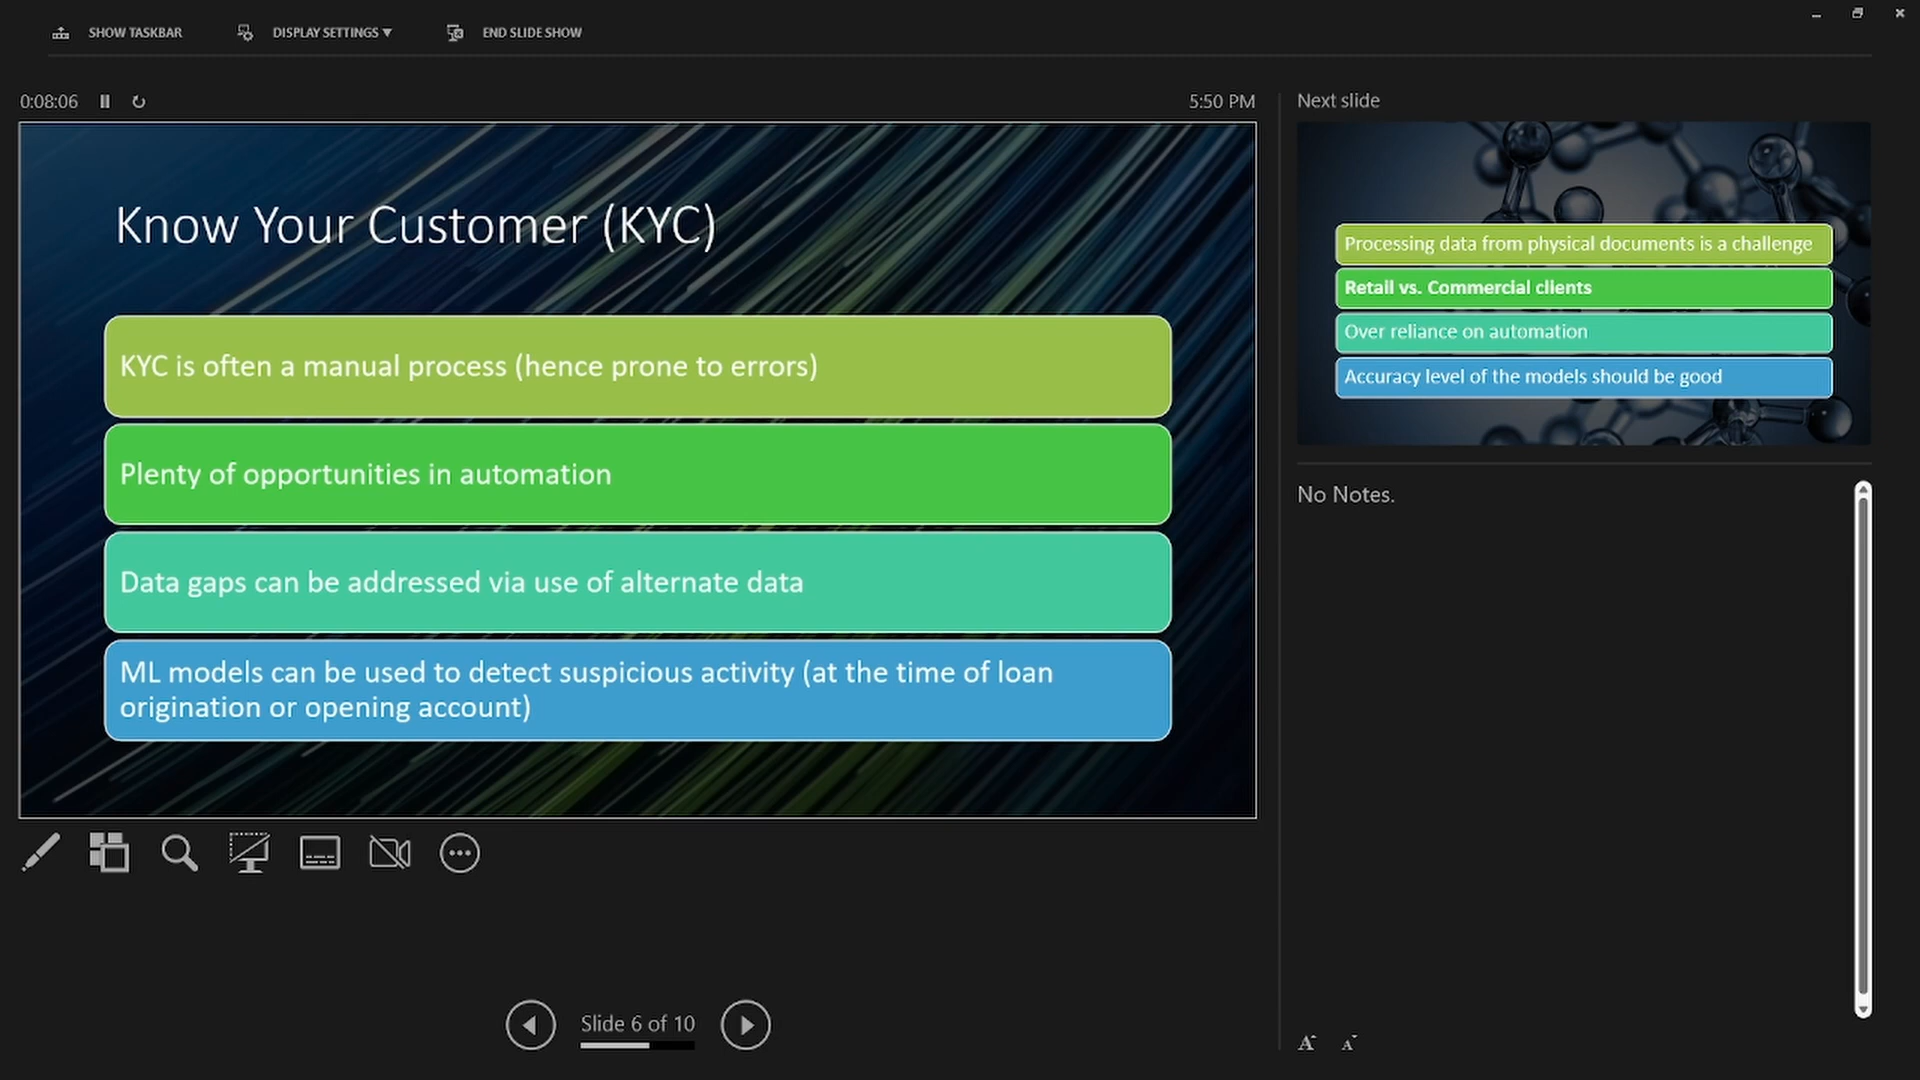 SHOW TASKBAR
DISPLAY SETTINGS ▼
END SLIDE SHOW
0:08:06
5:50 PM
Know Your Customer (KYC)
KYC is often a manual process (hence prone to errors)
Plenty of opportunities in automation
Data gaps can be addressed via use of alternate data
ML models can be used to detect suspicious activity (at the time of loan
origination or opening account)
Slide 6 of 10
Next slide
Processing data from physical documents is a challenge
Retail vs. Commercial clients
Over reliance on automation
Accuracy level of the models should be good
No Notes.
A A